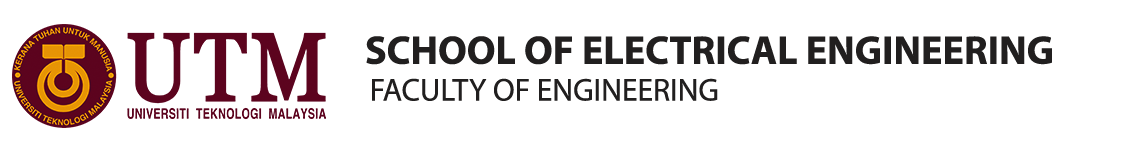 KERANA TUHAN UNTUK MANUSIA
UNIVERSITI TEKNOLOGI MALAYSIA
UTM
UNIVERSITI TEKNOLOGI MALAYSIA
SCHOOL OF ELECTRICAL ENGINEERING
FACULTY OF ENGINEERING